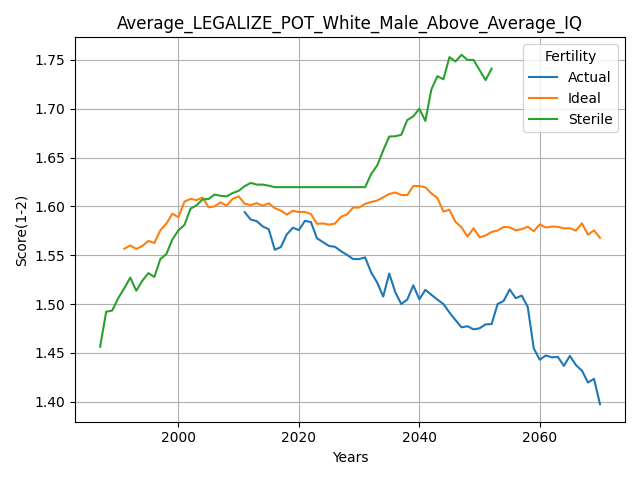 Average_LEGALIZE_POT_White_Male_Above_Average_IQ
Fertility
Actual
Ideal
Sterile
Score(1-2)
1.75
1.70
1.65
1.60
1.55
1.50
1.45
1.40
2000 2020 2040 2060
Years